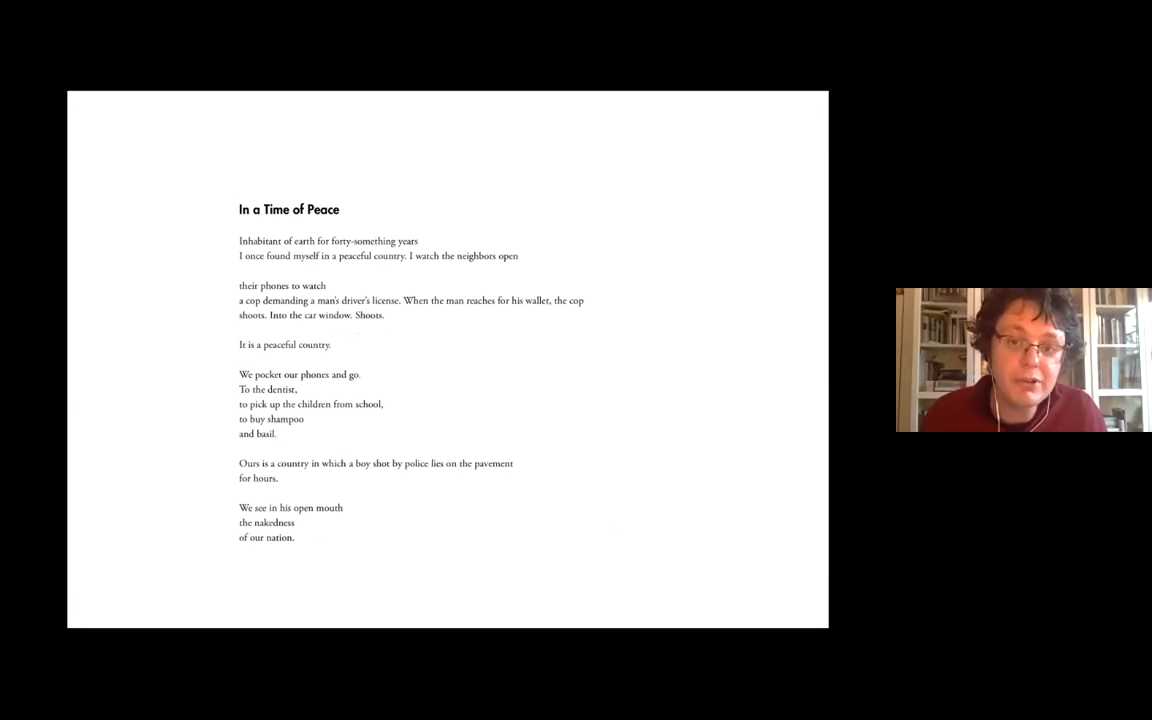 In a Time of Peace
Inhabitant of earth for forty-something years
I once found myself in a peaceful country. I watch the neighbors open
their phones to watch
a cop demanding a man's driver's license. When the man reaches for his wallet, the cop
shoots. Into the car window. Shoots.
It is a peaceful country.
We pocket our phones and go.
To the dentist,
to pick up the children from school,
to buy shampoo
and basil.
Ours is a country in which a boy shot by police lies on the pavement
for hours.
We see in his open mouth
the nakedness
of our nation.